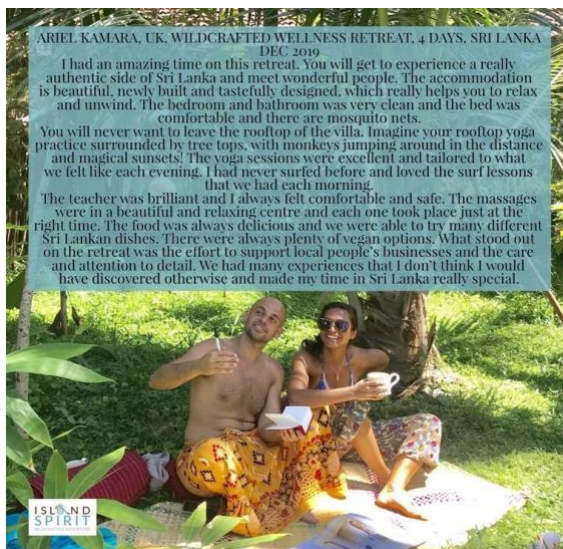 ARIEL KAMARA, UK, WILDCRAFTED WELLNESS RETREAT, 4 DAYS, SRI LANKA
DEC 2019
I had an amazing time on this retreat. You will get to experience a really
authentic side of Sri Lanka and meet wonderful people. The accommodation
is beautiful, newly built and tastefully designed, which really helps you to relax
and unwind. The bedroom and bathroom was very clean and the bed was
comfortable and there are mosquito nets.
You will never want to leave the rooftop of the villa. Imagine your rooftop yoga
practice surrounded by tree tops, with monkeys jumping around in the distance
and magical sunsets! The yoga sessions were excellent and tailored to what
we felt like each evening. I had never surfed before and loved the surf lessons
that we had each morning.
The teacher was brilliant and I always felt comfortable and safe. The massages
were in a beautiful and relaxing centre and each one took place just at the
right time. The food was always delicious and we were able to try many different
Sri Lankan dishes. There were always plenty of vegan options. What stood out
on the retreat was the effort to support local people's businesses and the care
and attention to detail. We had many experiences that I don't think I would
have discovered otherwise and made my time in Sri Lanka really special.
ISLAND
SPIRIT